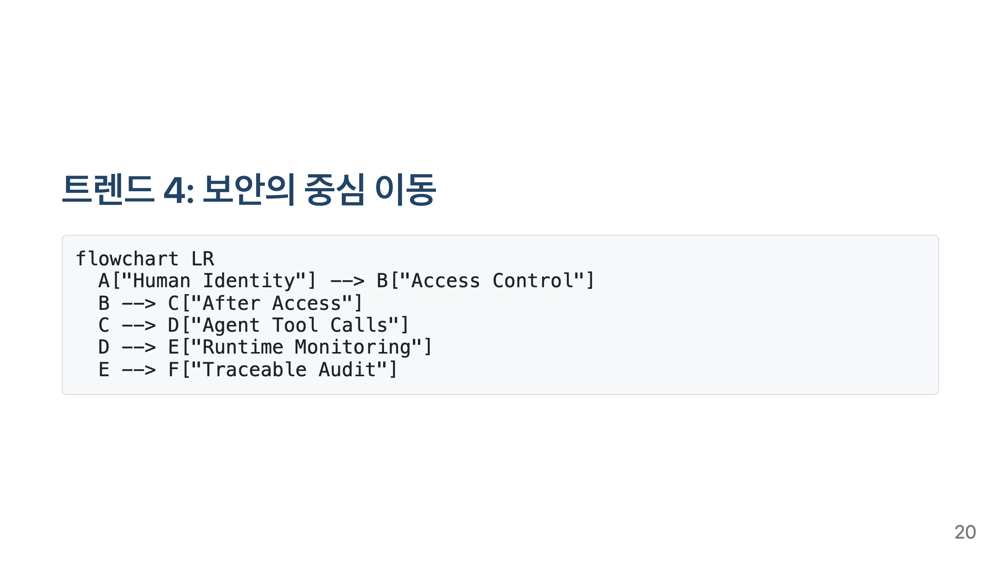 트렌드 4: 보안의 중심 이동
flowchart LR
  A["Human Identity"] --> B["Access Control"]
  B --> C["After Access"]
  C --> D["Agent Tool Calls"]
  D --> E["Runtime Monitoring"]
  E --> F["Traceable Audit"]
20